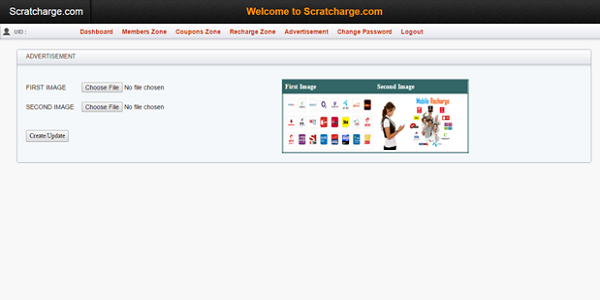 Scratcharge.com
Welcome to Scratcharge.com
UID :
Dashboard Members Zone Coupons Zone Recharge Zone Advertisement Change Password Logout
ADVERTISEMENT
FIRST IMAGE Choose File No file chosen
SECOND IMAGE Choose File No file chosen
Create/Update
First Image Second Image
Mobile Recharge